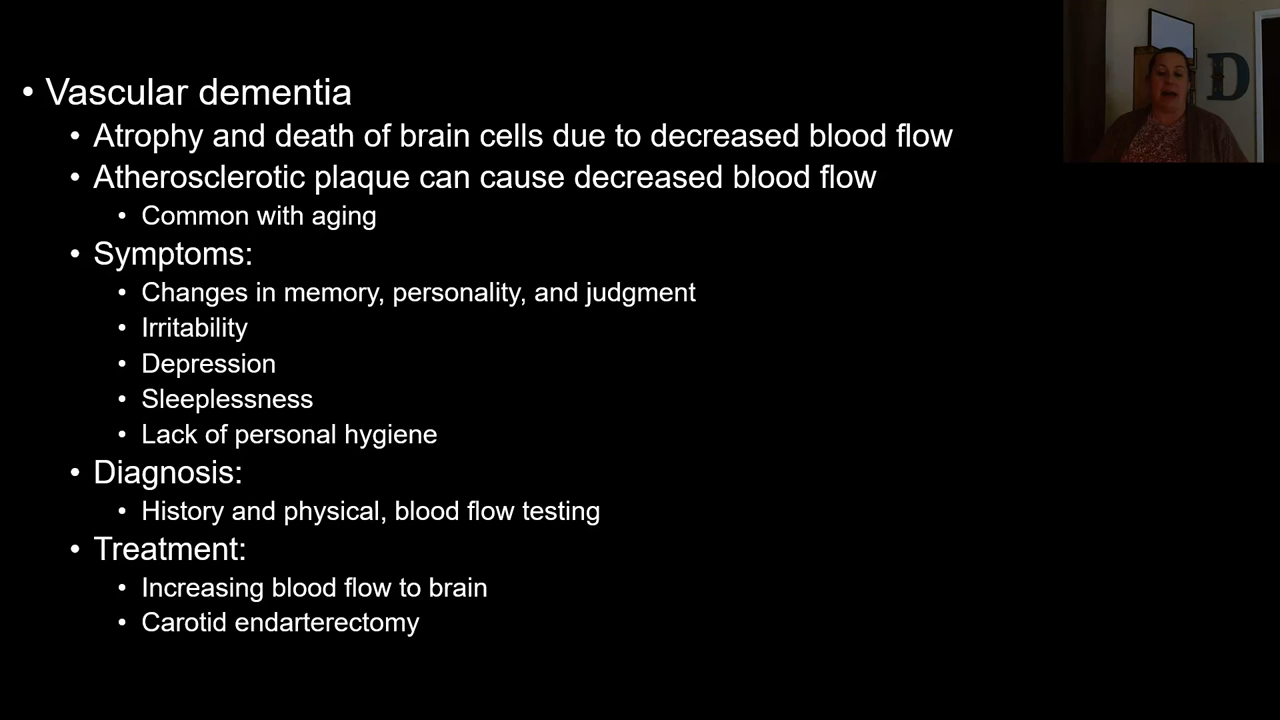 • Vascular dementia
• Atrophy and death of brain cells due to decreased blood flow
• Atherosclerotic plaque can cause decreased blood flow
• Common with aging
• Symptoms:
• Changes in memory, personality, and judgment
• Irritability
• Depression
• Sleeplessness
• Lack of personal hygiene
• Diagnosis:
• History and physical, blood flow testing
• Treatment:
• Increasing blood flow to brain
• Carotid endarterectomy
D